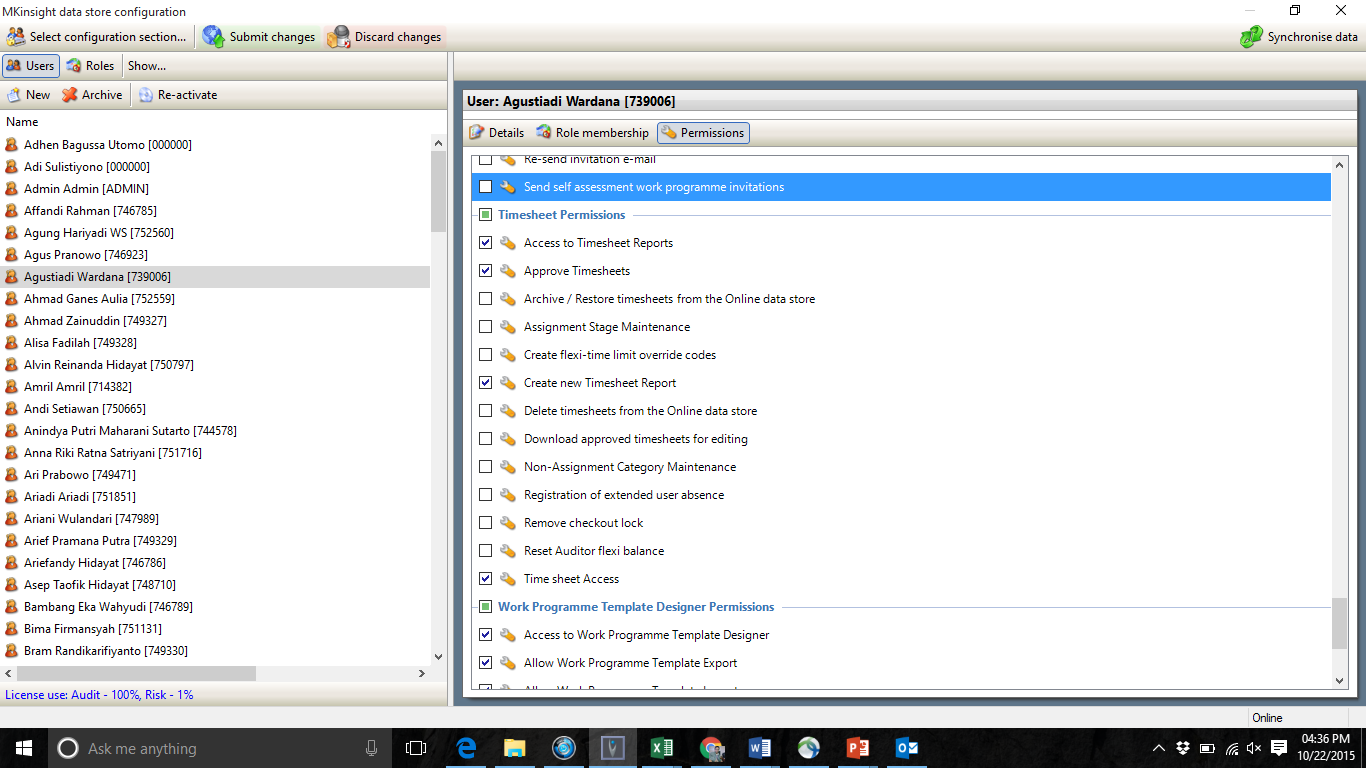 MKinsight data store configuration
Select configuration section... Submit changes Discard changes Synchronise data
Users Roles Show...
New Archive Re-activate
Name
Adhen Bagussa Utomo [000000]
Adi Sulistiyono [000000]
Admin Admin [ADMIN]
Affandi Rahman [746785]
Agung Hariyadi WS [752560]
Agus Pranowo [746923]
Agustiadi Wardana [739006]
Ahmad Ganes Aulia [752559]
Ahmad Zainuddin [749327]
Alisa Fadilah [749328]
Alvin Reinanda Hidayat [750797]
Amril Amril [714382]
Andi Setiawan [750665]
Anindya Putri Maharani Sutarto [744578]
Anna Riki Ratna Satriyani [751716]
Ari Prabowo [749471]
Ariadi Ariadi [751851]
Ariani Wulandari [747989]
Arief Pramana Putra [749329]
Ariefandy Hidayat [746786]
Asep Taofik Hidayat [748710]
Bambang Eka Wahyudi [746789]
Bima Firmansyah [751131]
Bram Randikarifiyanto [749330]
License use: Audit - 100%, Risk - 1%
User: Agustiadi Wardana [739006]
Details Role membership Permissions
Re-send invitation e-mail
Send self assessment work programme invitations
Timesheet Permissions
Access to Timesheet Reports
Approve Timesheets
Archive / Restore timesheets from the Online data store
Assignment Stage Maintenance
Create flexi-time limit override codes
Create new Timesheet Report
Delete timesheets from the Online data store
Download approved timesheets for editing
Non-Assignment Category Maintenance
Registration of extended user absence
Remove checkout lock
Reset Auditor flexi balance
Time sheet Access
Work Programme Template Designer Permissions
Access to Work Programme Template Designer
Allow Work Programme Template Export
Online
Ask me anything
04:36 PM
10/22/2015